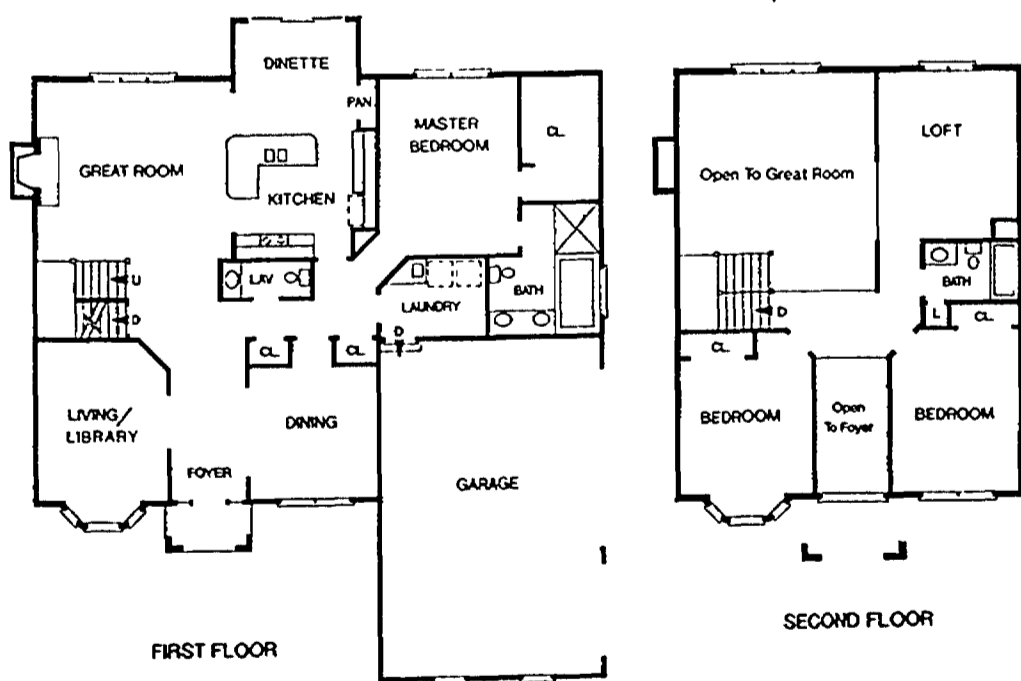 DINETTE
PAN
MASTER
BEDROOM
CL.
GREAT ROOM
KITCHEN
LAV
U
D
LAUNDRY
BATH
D
CL.
CL.
LIVING/
LIBRARY
DINING
FOYER
GARAGE
FIRST FLOOR
LOFT
Open To Great Room
BATH
D
L
CL.
CL.
BEDROOM
Open
To Foyer
BEDROOM
SECOND FLOOR